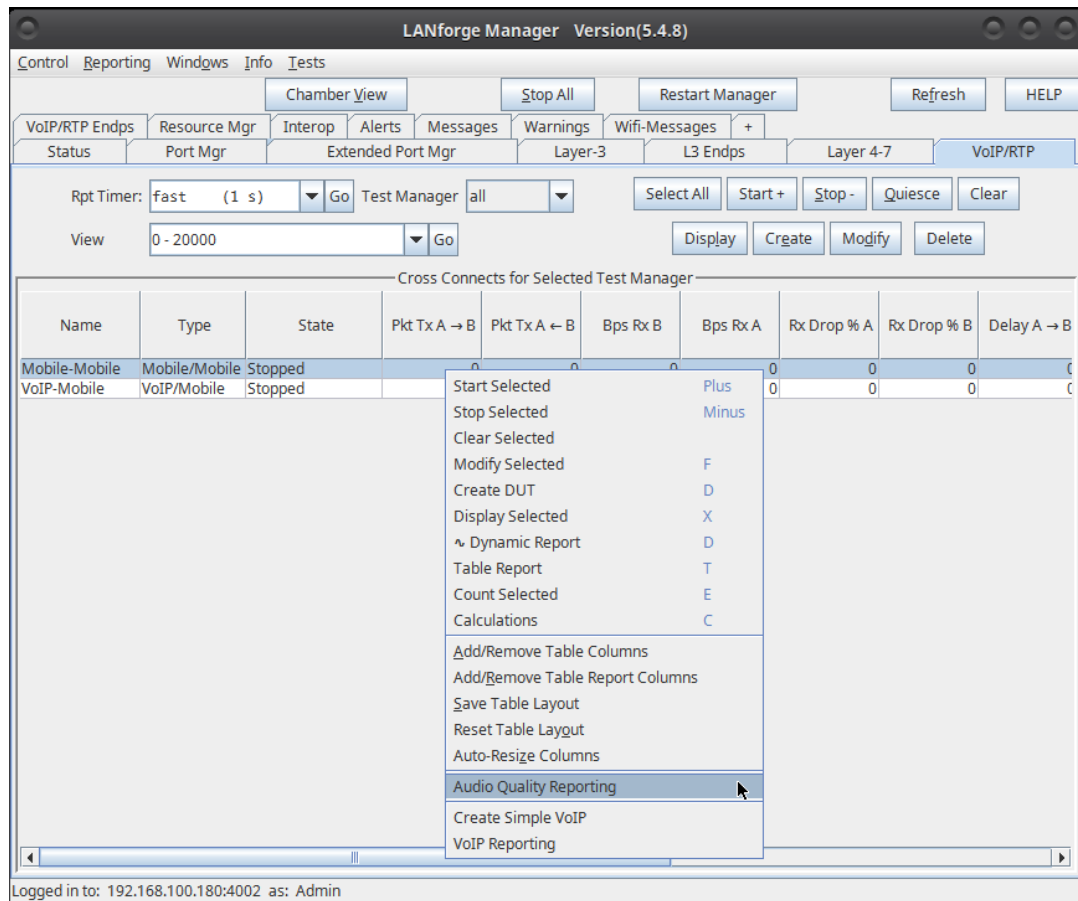 LANforge Manager   Version(5.4.8)
Control Reporting Windows Info Tests
Chamber View Stop All Restart Manager Refresh HELP
VoIP/RTP Endps Resource Mgr Interop Alerts Messages Warnings Wifi-Messages +
Status Port Mgr Extended Port Mgr Layer-3 L3 Endps Layer 4-7 VoIP/RTP
Rpt Timer: fast (1 s) Go Test Manager all Select All Start + Stop - Quiesce Clear
View 0 - 20000 Go Display Create Modify Delete
Cross Connects for Selected Test Manager
Name Type State Pkt Tx A → B Pkt Tx A ← B Bps Rx B Bps Rx A Rx Drop % A Rx Drop % B Delay A → B
Mobile-Mobile Mobile/Mobile Stopped 0 0 0 0 0 0 0
VoIP-Mobile VoIP/Mobile Stopped 0 0 0 0
Start Selected Plus
Stop Selected Minus
Clear Selected
Modify Selected F
Create DUT D
Display Selected X
∿ Dynamic Report D
Table Report T
Count Selected E
Calculations C
Add/Remove Table Columns
Add/Remove Table Report Columns
Save Table Layout
Reset Table Layout
Auto-Resize Columns
Audio Quality Reporting
Create Simple VoIP
VoIP Reporting
Logged in to: 192.168.100.180:4002 as: Admin